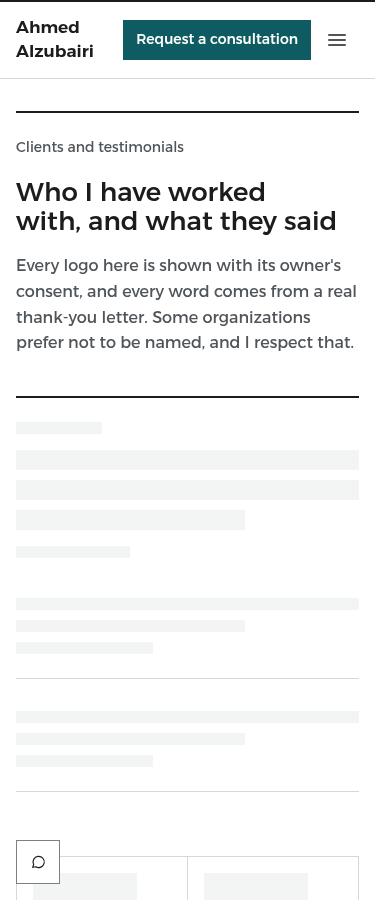 Ahmed
Alzubairi
Request a consultation
Clients and testimonials
Who I have worked
with, and what they said
Every logo here is shown with its owner's
consent, and every word comes from a real
thank-you letter. Some organizations
prefer not to be named, and I respect that.